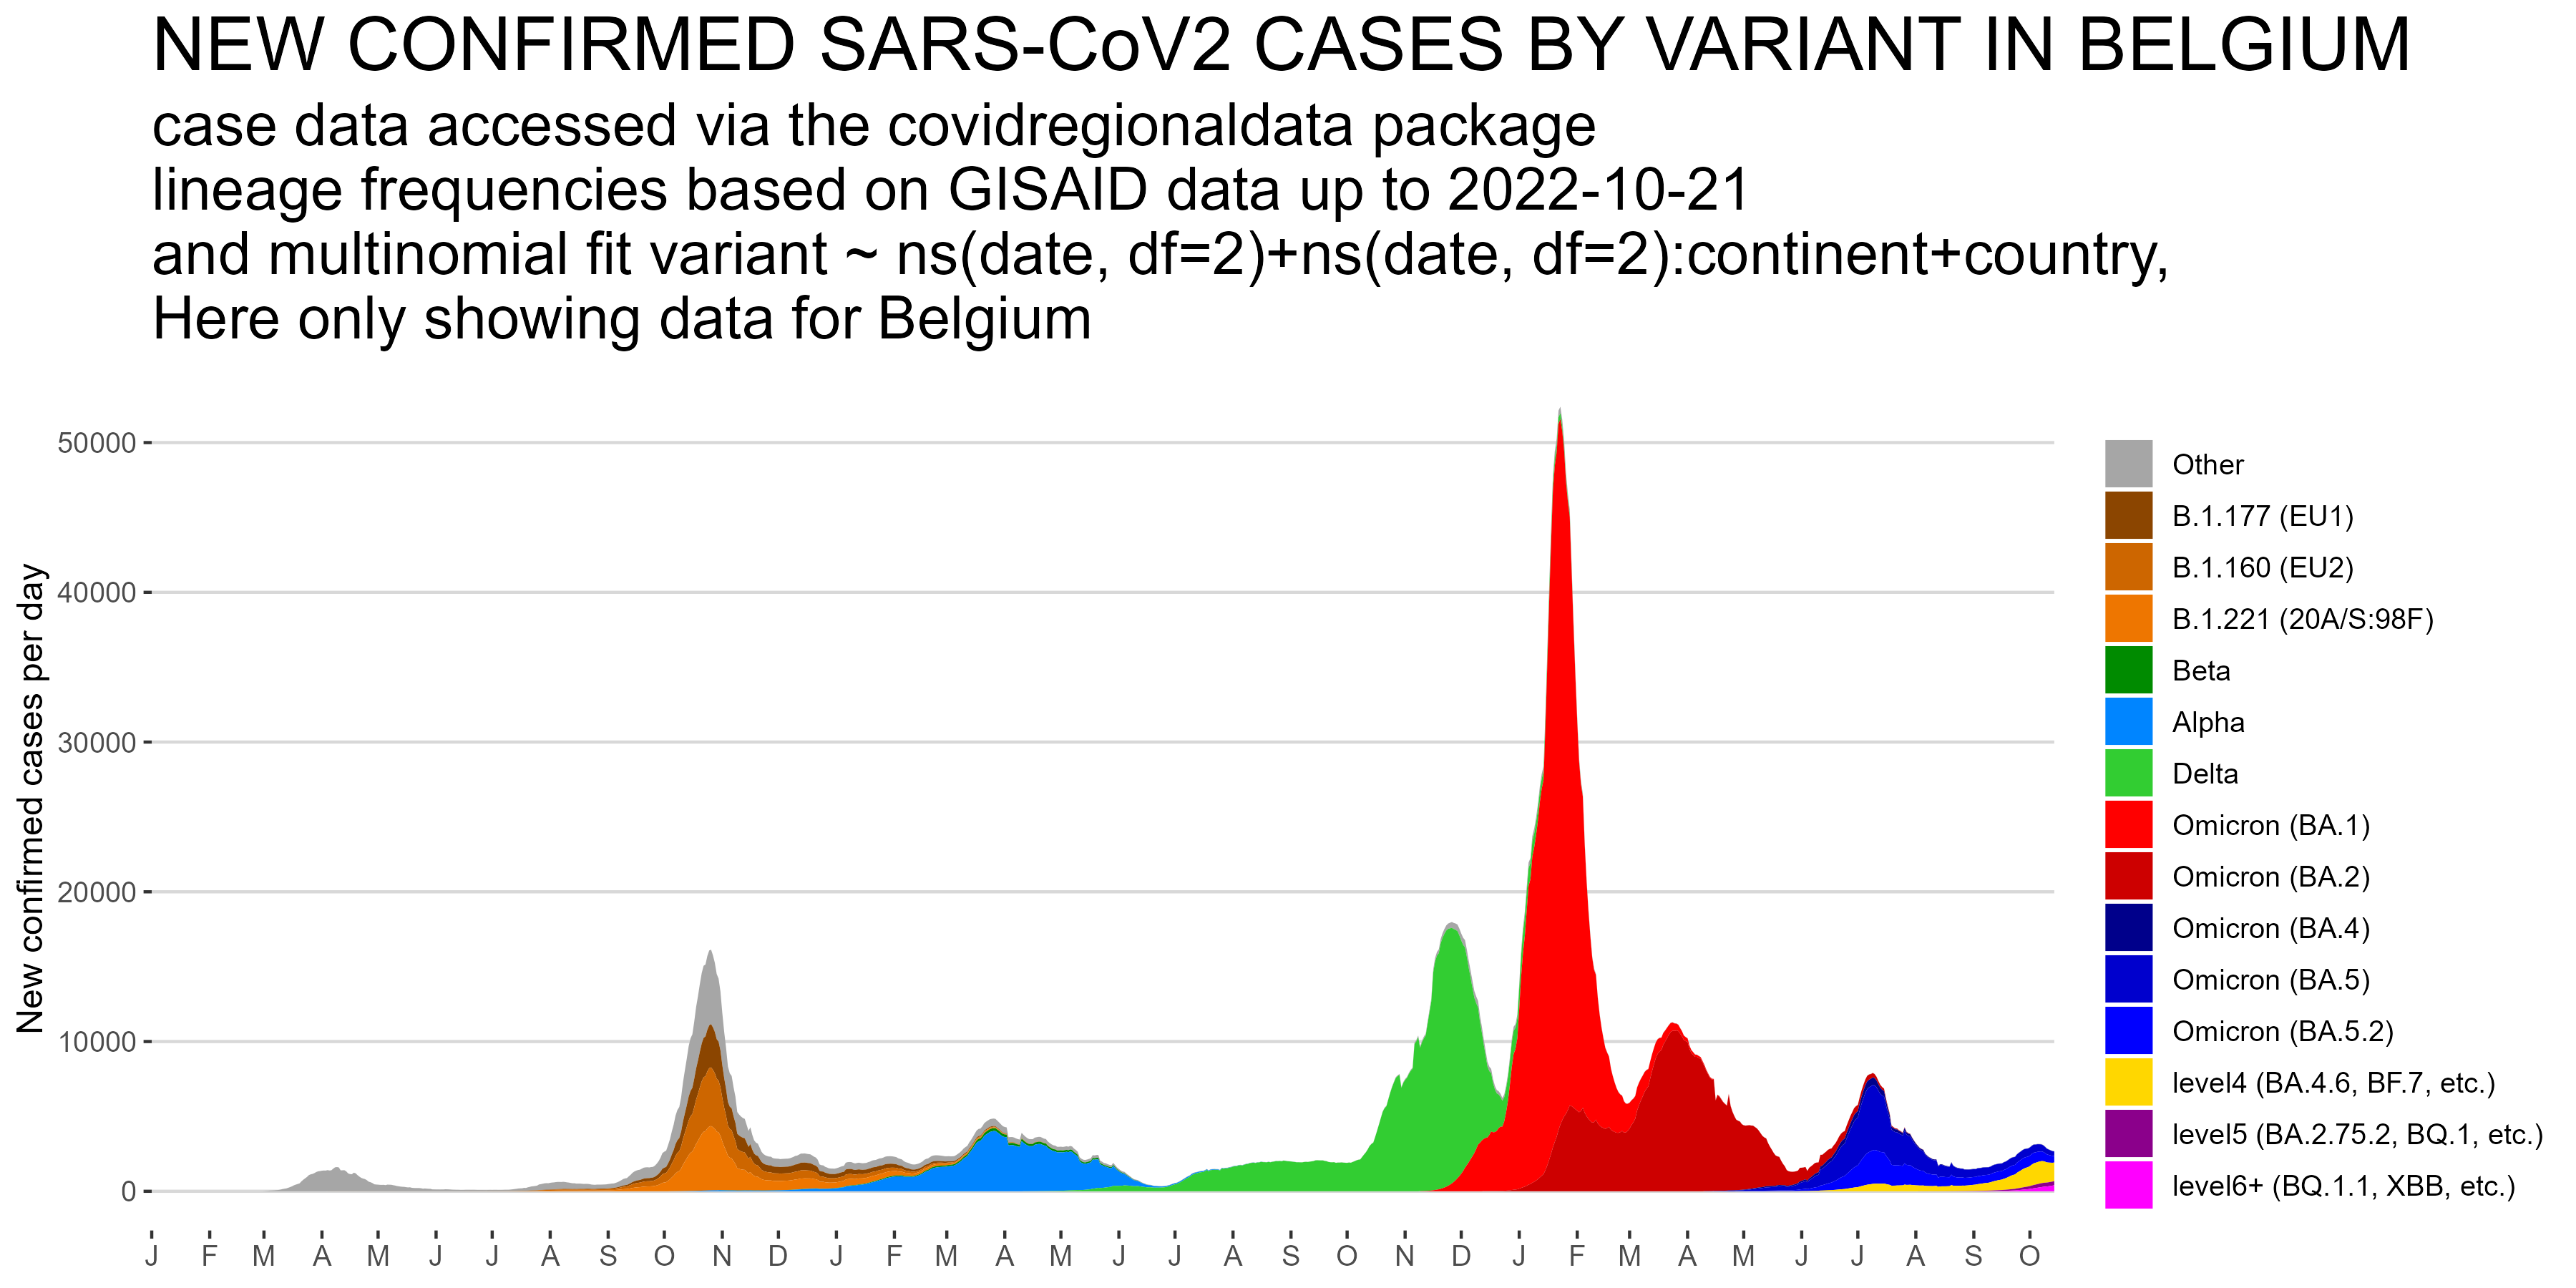 NEW CONFIRMED SARS-CoV2 CASES BY VARIANT IN BELGIUM
case data accessed via the covidregionaldata package
lineage frequencies based on GISAID data up to 2022-10-21
and multinomial fit variant ~ ns(date, df=2)+ns(date, df=2):continent+country,
Here only showing data for Belgium
New confirmed cases per day
50000
40000
30000
20000
10000
0
J F M A M J J A S O N D J F M A M J J A S O N D J F M A M J J A S O
Other
B.1.177 (EU1)
B.1.160 (EU2)
B.1.221 (20A/S:98F)
Beta
Alpha
Delta
Omicron (BA.1)
Omicron (BA.2)
Omicron (BA.4)
Omicron (BA.5)
Omicron (BA.5.2)
level4 (BA.4.6, BF.7, etc.)
level5 (BA.2.75.2, BQ.1, etc.)
level6+ (BQ.1.1, XBB, etc.)